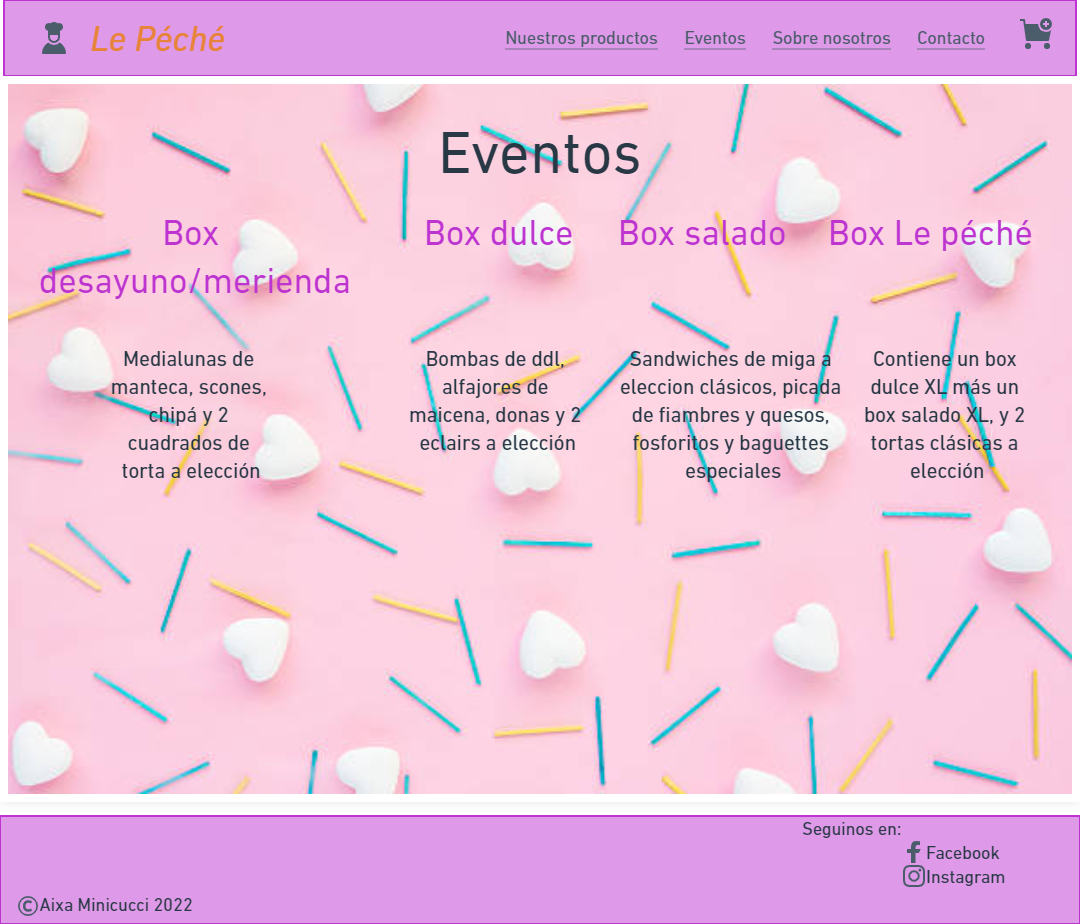 Le Péché
Nuestros productos
Eventos
Sobre nosotros
Contacto
Eventos
Box
desayuno/merienda
Box dulce
Box salado
Box Le péché
Medialunas de
manteca, scones,
chipá y 2
cuadrados de
torta a elección
Bombas de ddl,
alfajores de
maicena, donas y 2
eclairs a elección
Sandwiches de miga a
eleccion clásicos, picada
de fiambres y quesos,
fosforitos y baguettes
especiales
Contiene un box
dulce XL más un
box salado XL, y 2
tortas clásicas a
elección
Seguinos en:
Facebook
Instagram
©Aixa Minicucci 2022